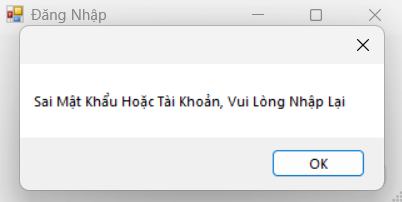 Đăng Nhập
Sai Mật Khẩu Hoặc Tài Khoản, Vui Lòng Nhập Lại
OK